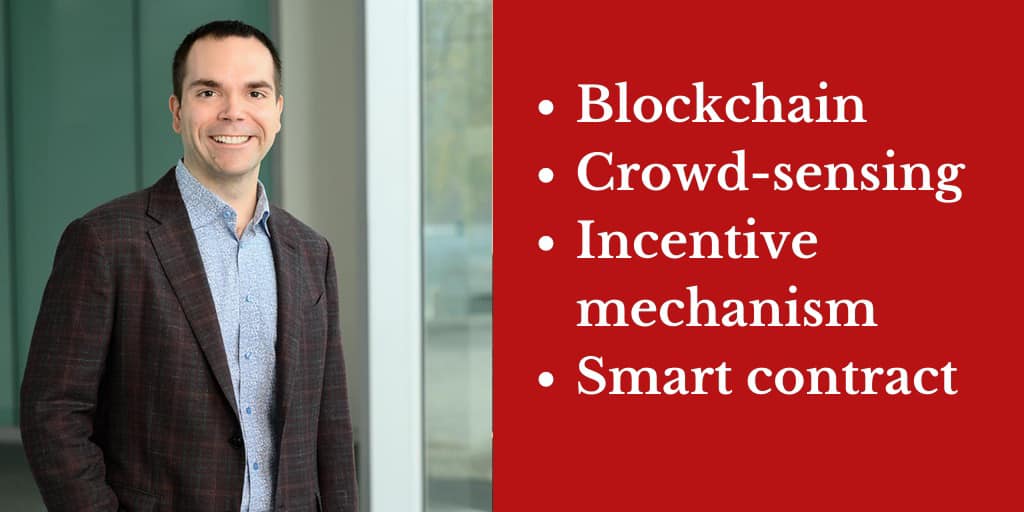 • Blockchain
• Crowd-sensing
• Incentive
mechanism
• Smart contract